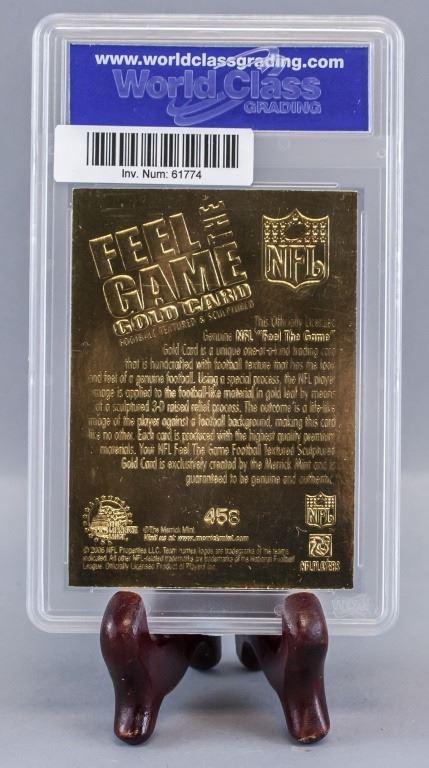 www.worldclassgrading.com
World Class
GRADING
Inv. Num: 61774
FEEL
THE
GAME
GOLD CARD
FOOTBALL TEXTURED & SCULPTURED
NFL
This Officially Licensed
Genuine NFL "Feel The Game"
Gold Card is a unique one-of-a-kind trading card
that is handcrafted with football texture that has the look
and feel of a genuine football. Using a special process, the NFL player
image is applied to the football-like material in gold leaf by means
of a sculptured 3-D raised relief process. The outcome is a life-like
image of the player against a football background, making this card
like no other. Each card is produced with the highest quality premium
materials. Your NFL Feel The Game Football Textured Sculptured
Gold Card is exclusively created by the Merrick Mint and is
guaranteed to be genuine and authentic.
458
NFL
©The Merrick Mint
Visit us at: www.merrickmint.com
NFLPLAYERS
© 2006 NFL Properties LLC. Team names logos are trademarks of the teams
indicated. All other NFL-related trademarks are trademarks of the National Football
League. Officially Licensed Product of Players Inc.